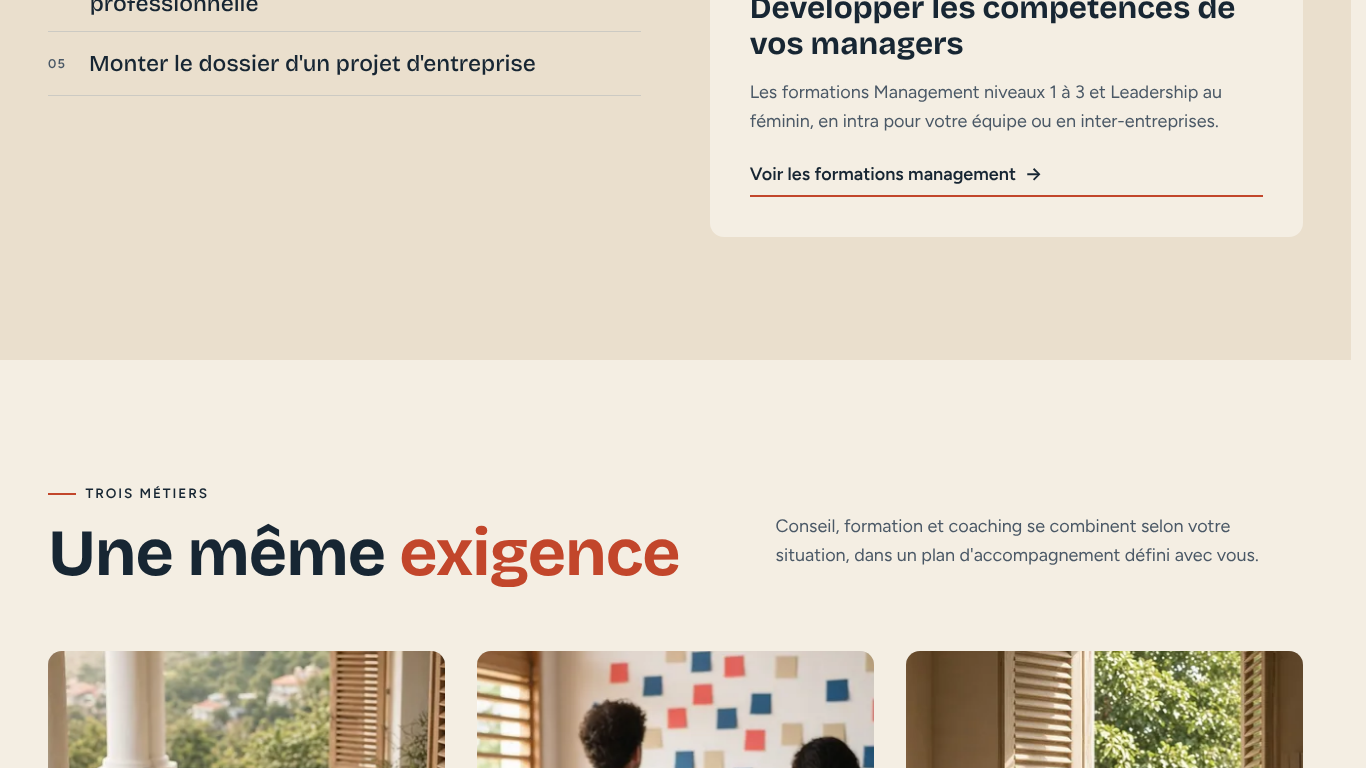 professionnelle
05 Monter le dossier d'un projet d'entreprise
Développer les compétences de
vos managers
Les formations Management niveaux 1 à 3 et Leadership au
féminin, en intra pour votre équipe ou en inter-entreprises.
Voir les formations management →
TROIS MÉTIERS
Une même exigence
Conseil, formation et coaching se combinent selon votre
situation, dans un plan d'accompagnement défini avec vous.